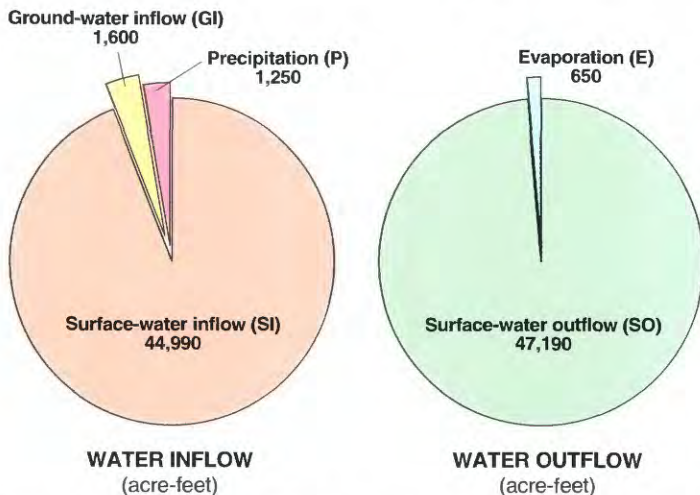 Ground-water inflow (GI)
1,600
Precipitation (P)
1,250
Surface-water inflow (SI)
44,990
WATER INFLOW
(acre-feet)
Evaporation (E)
650
Surface-water outflow (SO)
47,190
WATER OUTFLOW
(acre-feet)